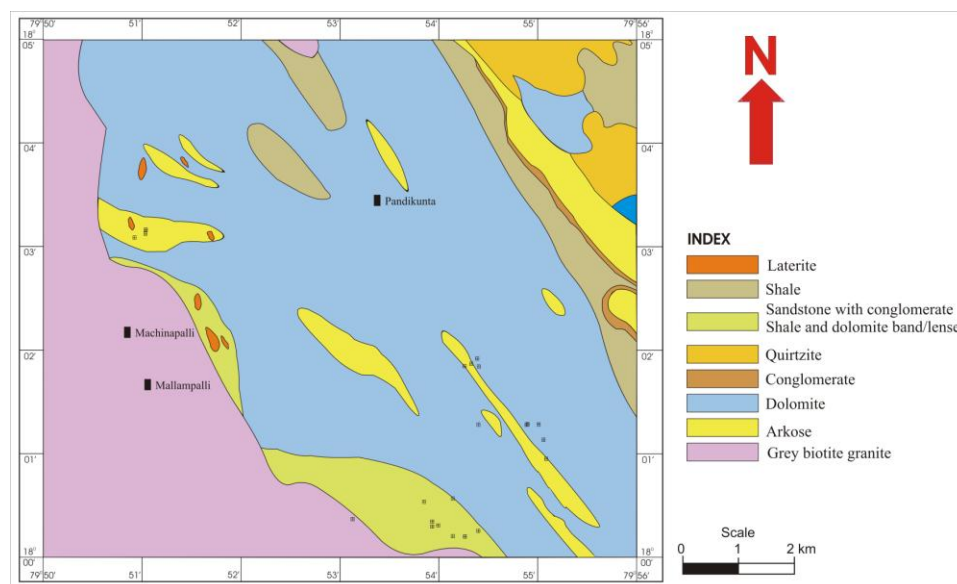 79° 50' 51' 52' 53' 54' 55' 79° 56'
18° 05' 18° 05'
04' 04'
03' 03'
02' 02'
01' 01'
18° 00' 18° 00'
79° 50' 51' 52' 53' 54' 55' 79° 56'
Pandikunta
Machinapalli
Mallampalli
N
INDEX
Laterite
Shale
Sandstone with conglomerate
Shale and dolomite band/lense
Quirtzite
Conglomerate
Dolomite
Arkose
Grey biotite granite
Scale
0 1 2 km